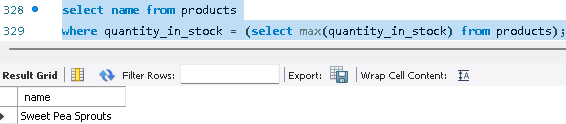 328 select name from products
329 where quantity_in_stock = (select max(quantity_in_stock) from products);
Result Grid Filter Rows: Export: Wrap Cell Content: IA
name
Sweet Pea Sprouts